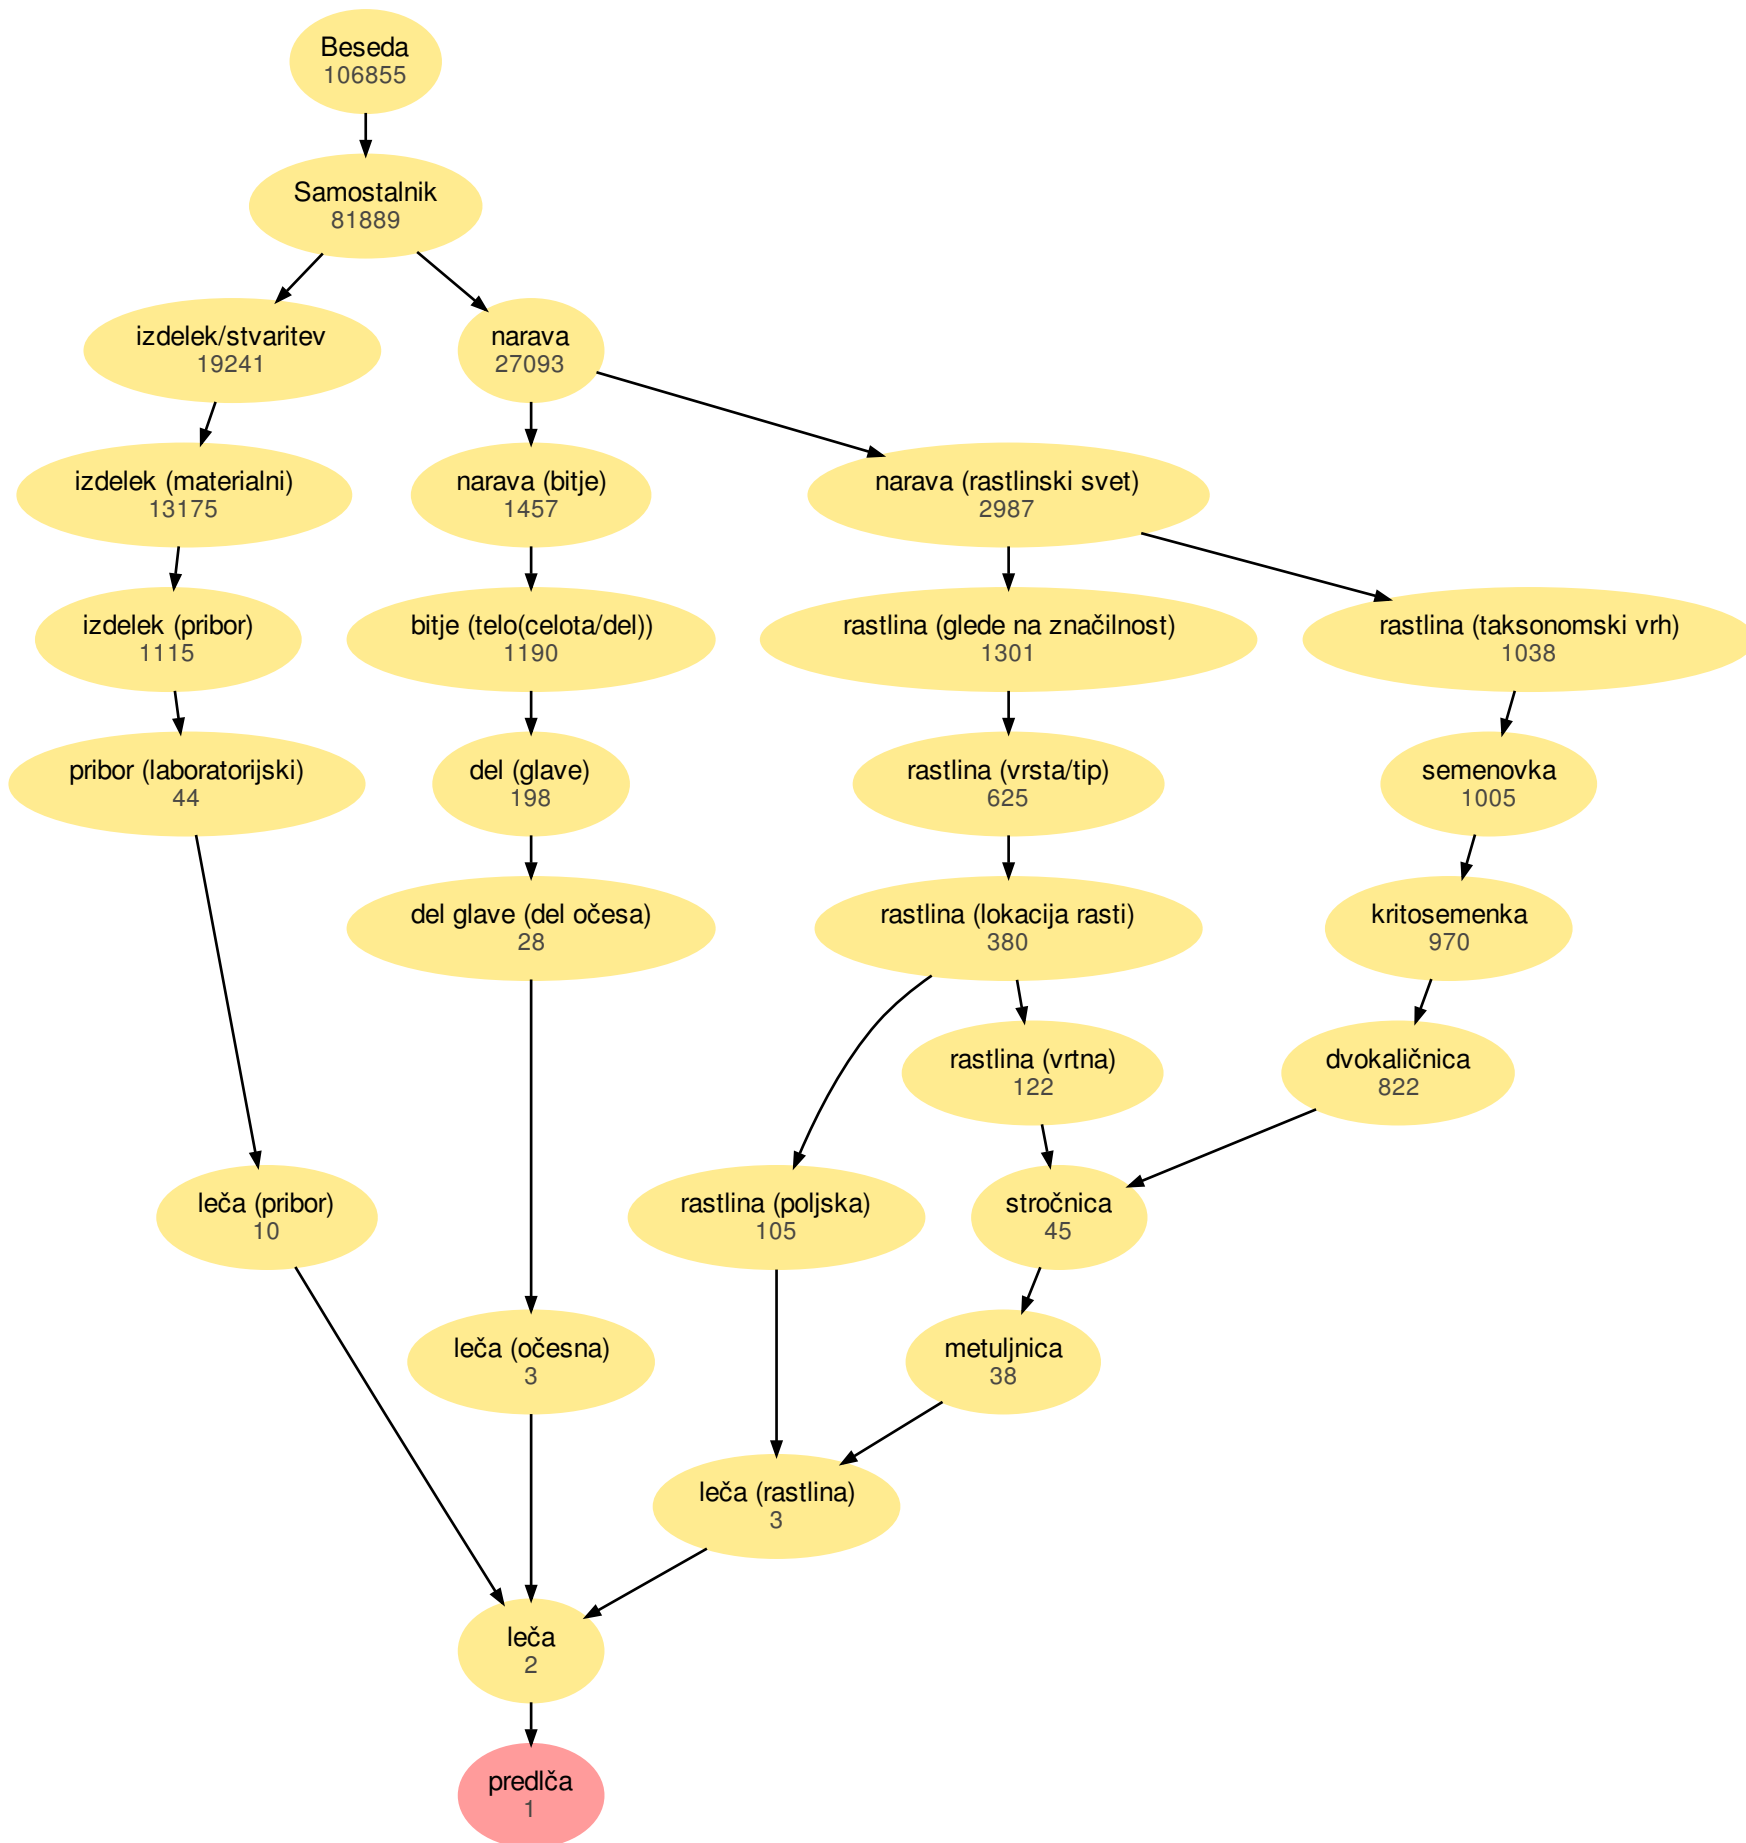 Beseda
106855
Samostalnik
81889
izdelek/stvaritev
19241
narava
27093
izdelek (materialni)
13175
narava (bitje)
1457
narava (rastlinski svet)
2987
izdelek (pribor)
1115
bitje (telo(celota/del))
1190
rastlina (glede na značilnost)
1301
rastlina (taksonomski vrh)
1038
pribor (laboratorijski)
44
del (glave)
198
rastlina (vrsta/tip)
625
semenovka
1005
del glave (del očesa)
28
rastlina (lokacija rasti)
380
kritosemenka
970
rastlina (vrtna)
122
dvokaličnica
822
leča (pribor)
10
rastlina (poljska)
105
stročnica
45
leča (očesna)
3
metuljnica
38
leča (rastlina)
3
leča
2
predlča
1